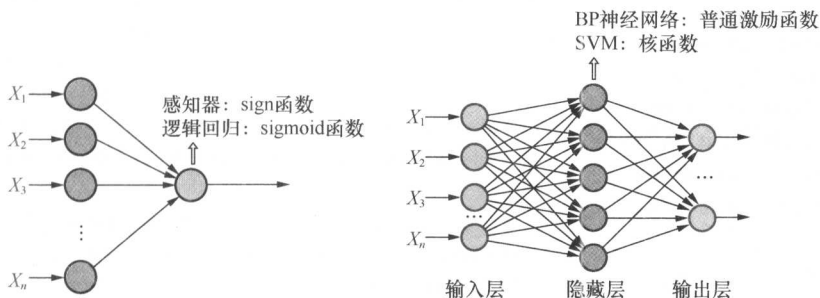 X1
X2
X3
⋮
Xn
感知器：sign函数
逻辑回归：sigmoid函数
BP神经网络：普通激励函数
SVM：核函数
X1
X2
X3
…
Xn
…
输入层
隐藏层
输出层